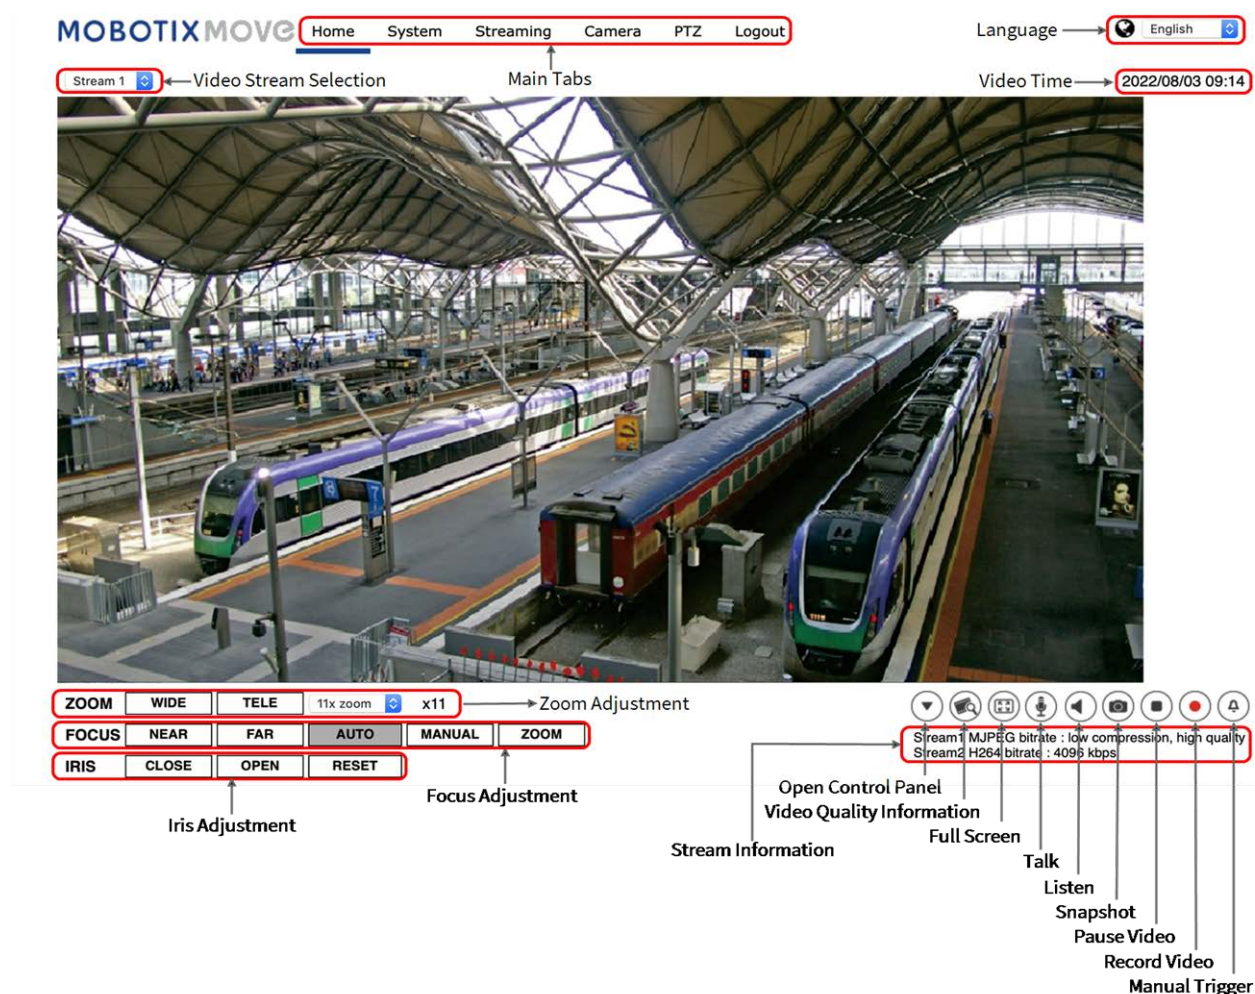 MOBOTIX MOVE Home System Streaming Camera PTZ Logout
Language
English
Stream 1
Video Stream Selection
Main Tabs
Video Time
2022/08/03 09:14
8
7
ZOOM WIDE TELE 11x zoom x11
Zoom Adjustment
FOCUS NEAR FAR AUTO MANUAL ZOOM
IRIS CLOSE OPEN RESET
Stream1 MJPEG bitrate : low compression, high quality
Stream2 H264 bitrate : 4096 kbps
Focus Adjustment
Iris Adjustment
Open Control Panel
Video Quality Information
Full Screen
Stream Information
Talk
Listen
Snapshot
Pause Video
Record Video
Manual Trigger